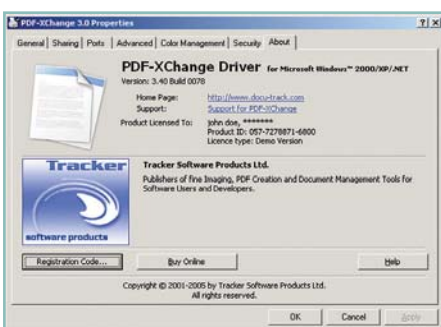 PDF-XChange 3.0 Properties
General Sharing Ports Advanced Color Management Security About
PDF-XChange Driver for Microsoft Windows™ 2000/XP/.NET
Version: 3.40 Build 0078
Home Page: http://www.docu-track.com
Support: Support for PDF-XChange
Product Licensed To: john doe, *******
Product ID: 057-7278871-6800
Licence type: Demo Version
Tracker
software products
Tracker Software Products Ltd.
Publishers of fine Imaging, PDF Creation and Document Management Tools for
Software Users and Developers.
Registration Code... Buy Online Help
Copyright © 2001-2005 by Tracker Software Products Ltd.
All rights reserved.
OK Cancel Apply